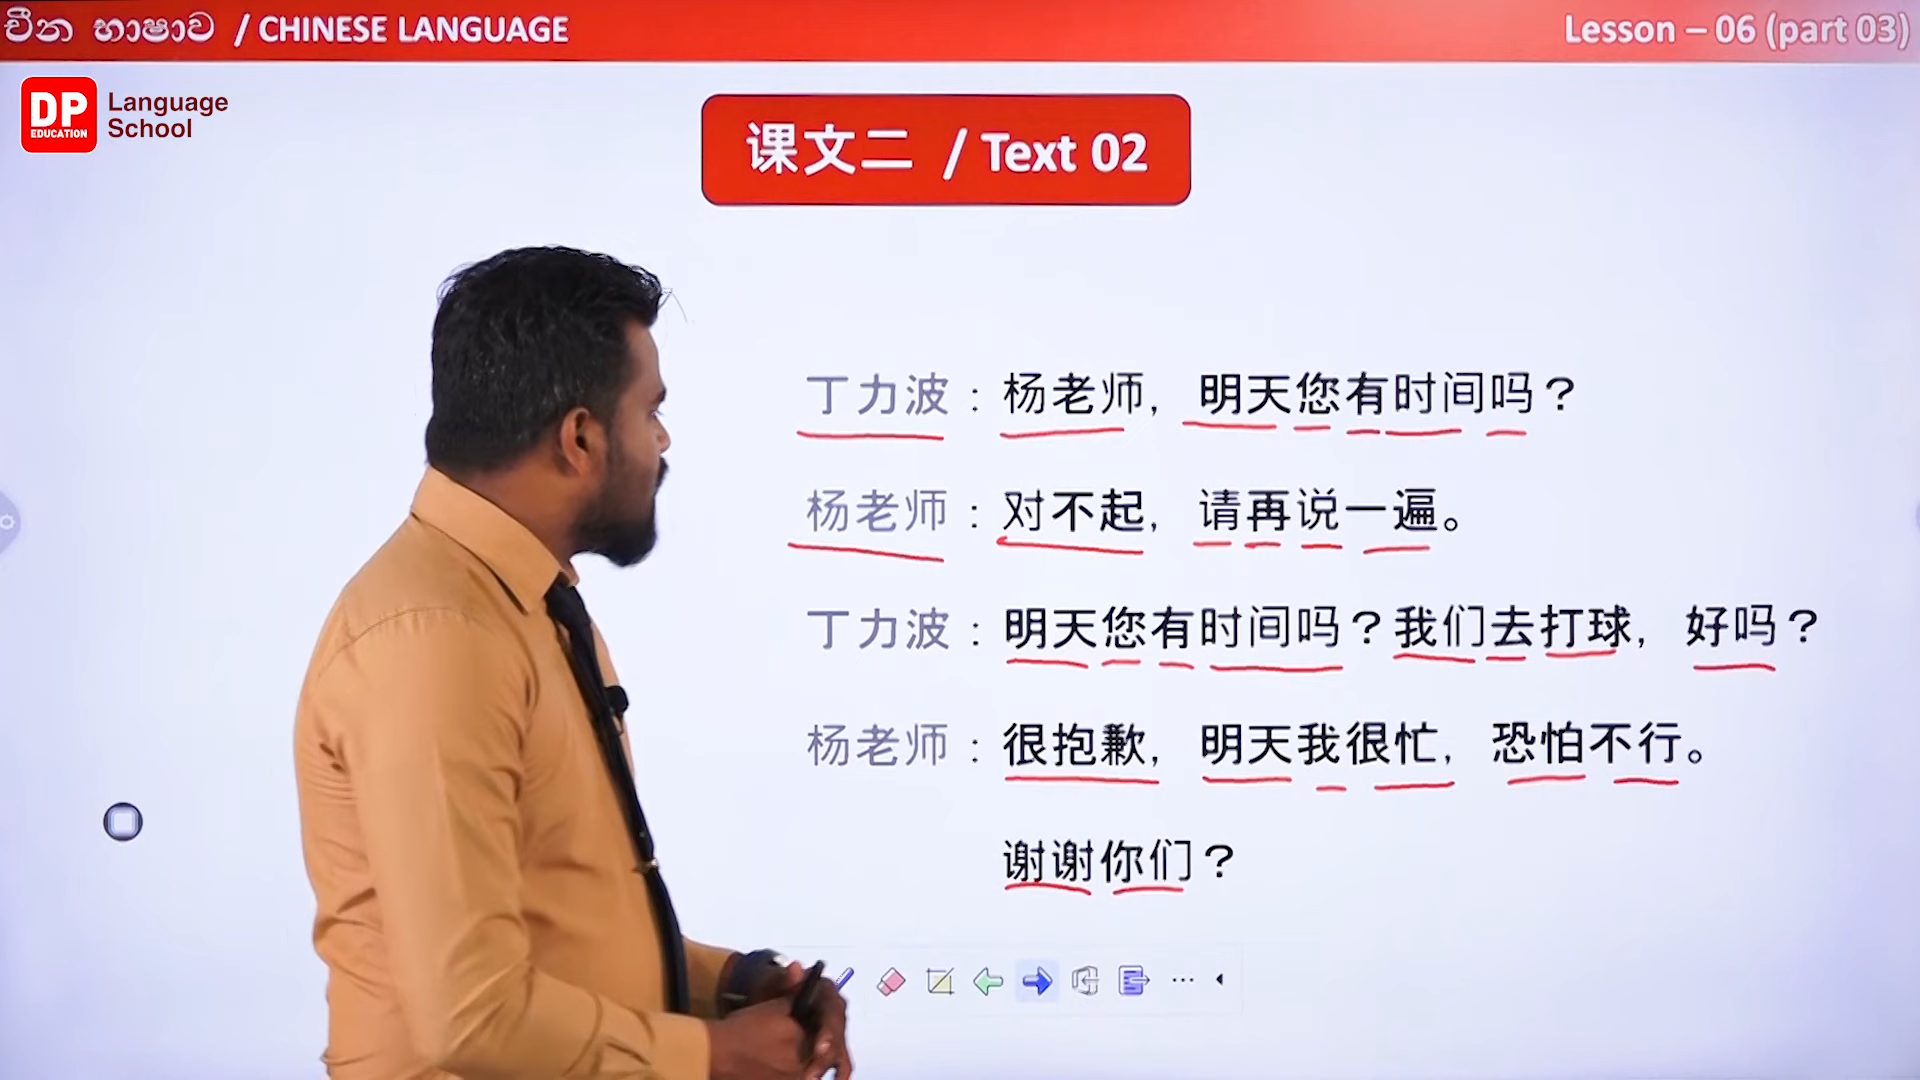 චීන භාෂාව / CHINESE LANGUAGE
Lesson – 06 (part 03)
DP
EDUCATION
Language
School
课文二 / Text 02
丁力波：杨老师，明天您有时间吗？
杨老师：对不起，请再说一遍。
丁力波：明天您有时间吗？我们去打球，好吗？
杨老师：很抱歉，明天我很忙，恐怕不行。
谢谢你们？